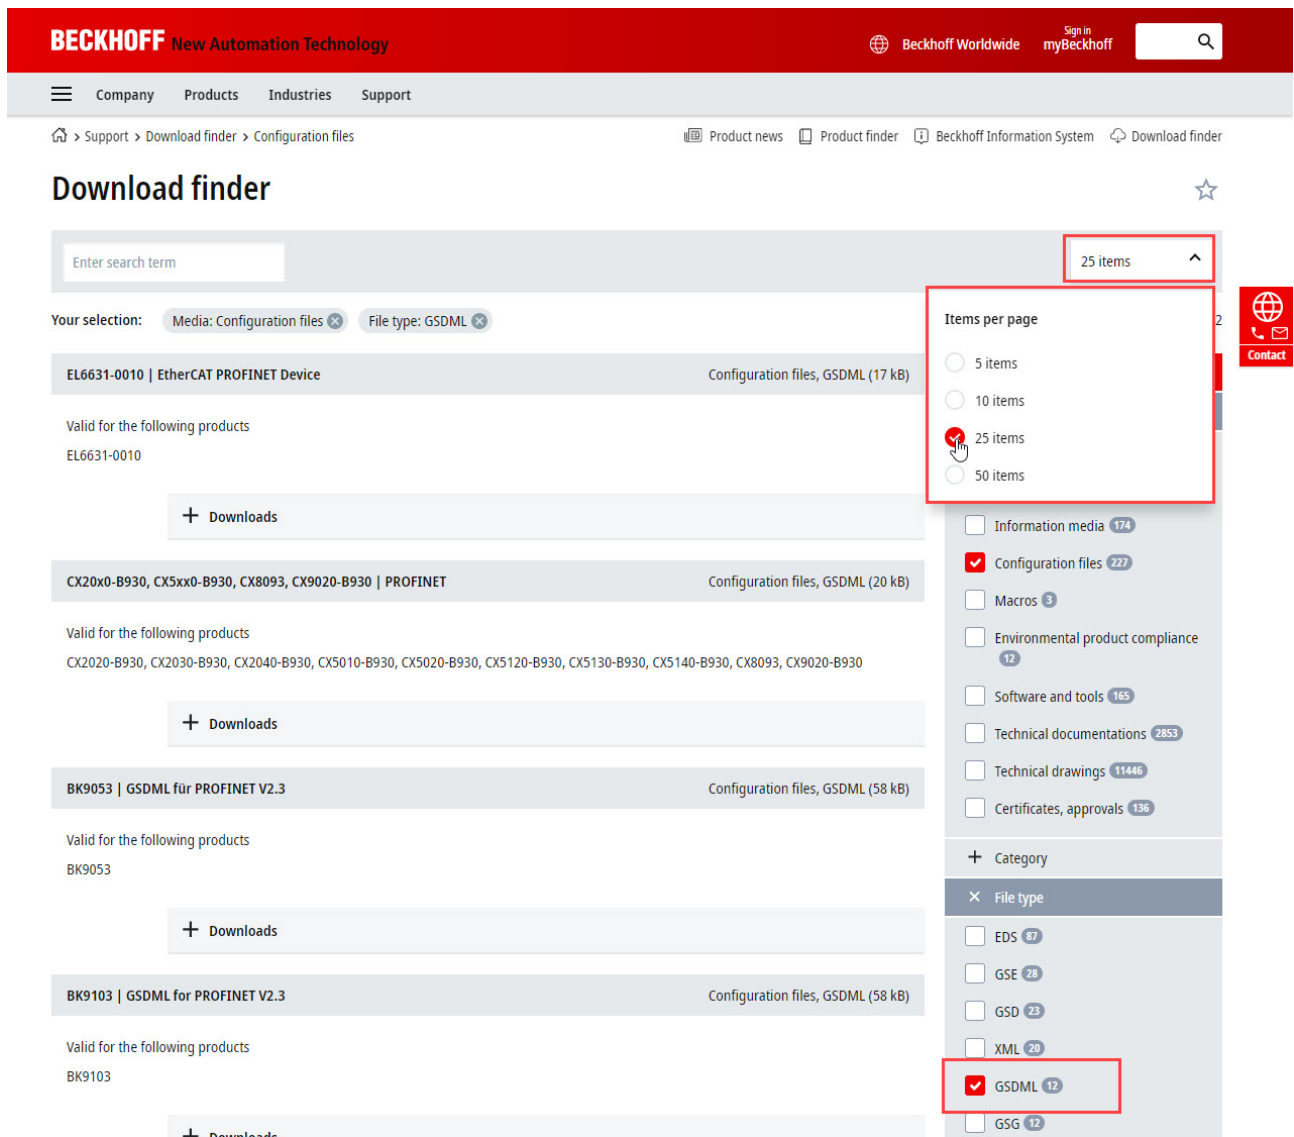 BECKHOFF New Automation Technology
Beckhoff Worldwide
Sign in
myBeckhoff
Company Products Industries Support
> Support > Download finder > Configuration files
Product news Product finder Beckhoff Information System Download finder
Download finder
Enter search term
25 items
Your selection: Media: Configuration files File type: GSDML
2
Items per page
5 items
10 items
25 items
50 items
Contact
EL6631-0010 | EtherCAT PROFINET Device Configuration files, GSDML (17 kB)
Valid for the following products
EL6631-0010
+ Downloads
CX20x0-B930, CX5xx0-B930, CX8093, CX9020-B930 | PROFINET Configuration files, GSDML (20 kB)
Valid for the following products
CX2020-B930, CX2030-B930, CX2040-B930, CX5010-B930, CX5020-B930, CX5120-B930, CX5130-B930, CX5140-B930, CX8093, CX9020-B930
+ Downloads
BK9053 | GSDML für PROFINET V2.3 Configuration files, GSDML (58 kB)
Valid for the following products
BK9053
+ Downloads
BK9103 | GSDML for PROFINET V2.3 Configuration files, GSDML (58 kB)
Valid for the following products
BK9103
+ Downloads
Information media 174
Configuration files 227
Macros 3
Environmental product compliance
12
Software and tools 165
Technical documentations 2853
Technical drawings 11446
Certificates, approvals 136
+ Category
× File type
EDS 87
GSE 28
GSD 23
XML 20
GSDML 12
GSG 12